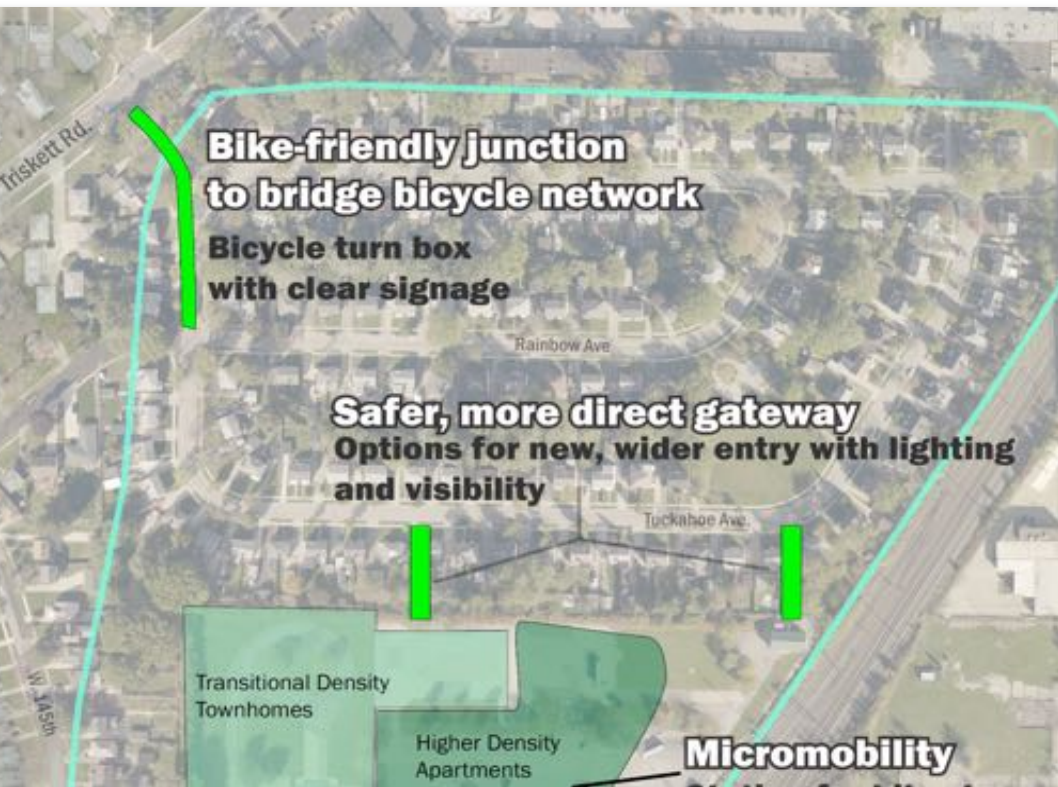 Triskett Rd.
Bike-friendly junction
to bridge bicycle network
Bicycle turn box
with clear signage
Rainbow Ave
Safer, more direct gateway
Options for new, wider entry with lighting
and visibility
Tuckahoe Ave.
Transitional Density
Townhomes
W 145th
Higher Density
Apartments
Micromobility